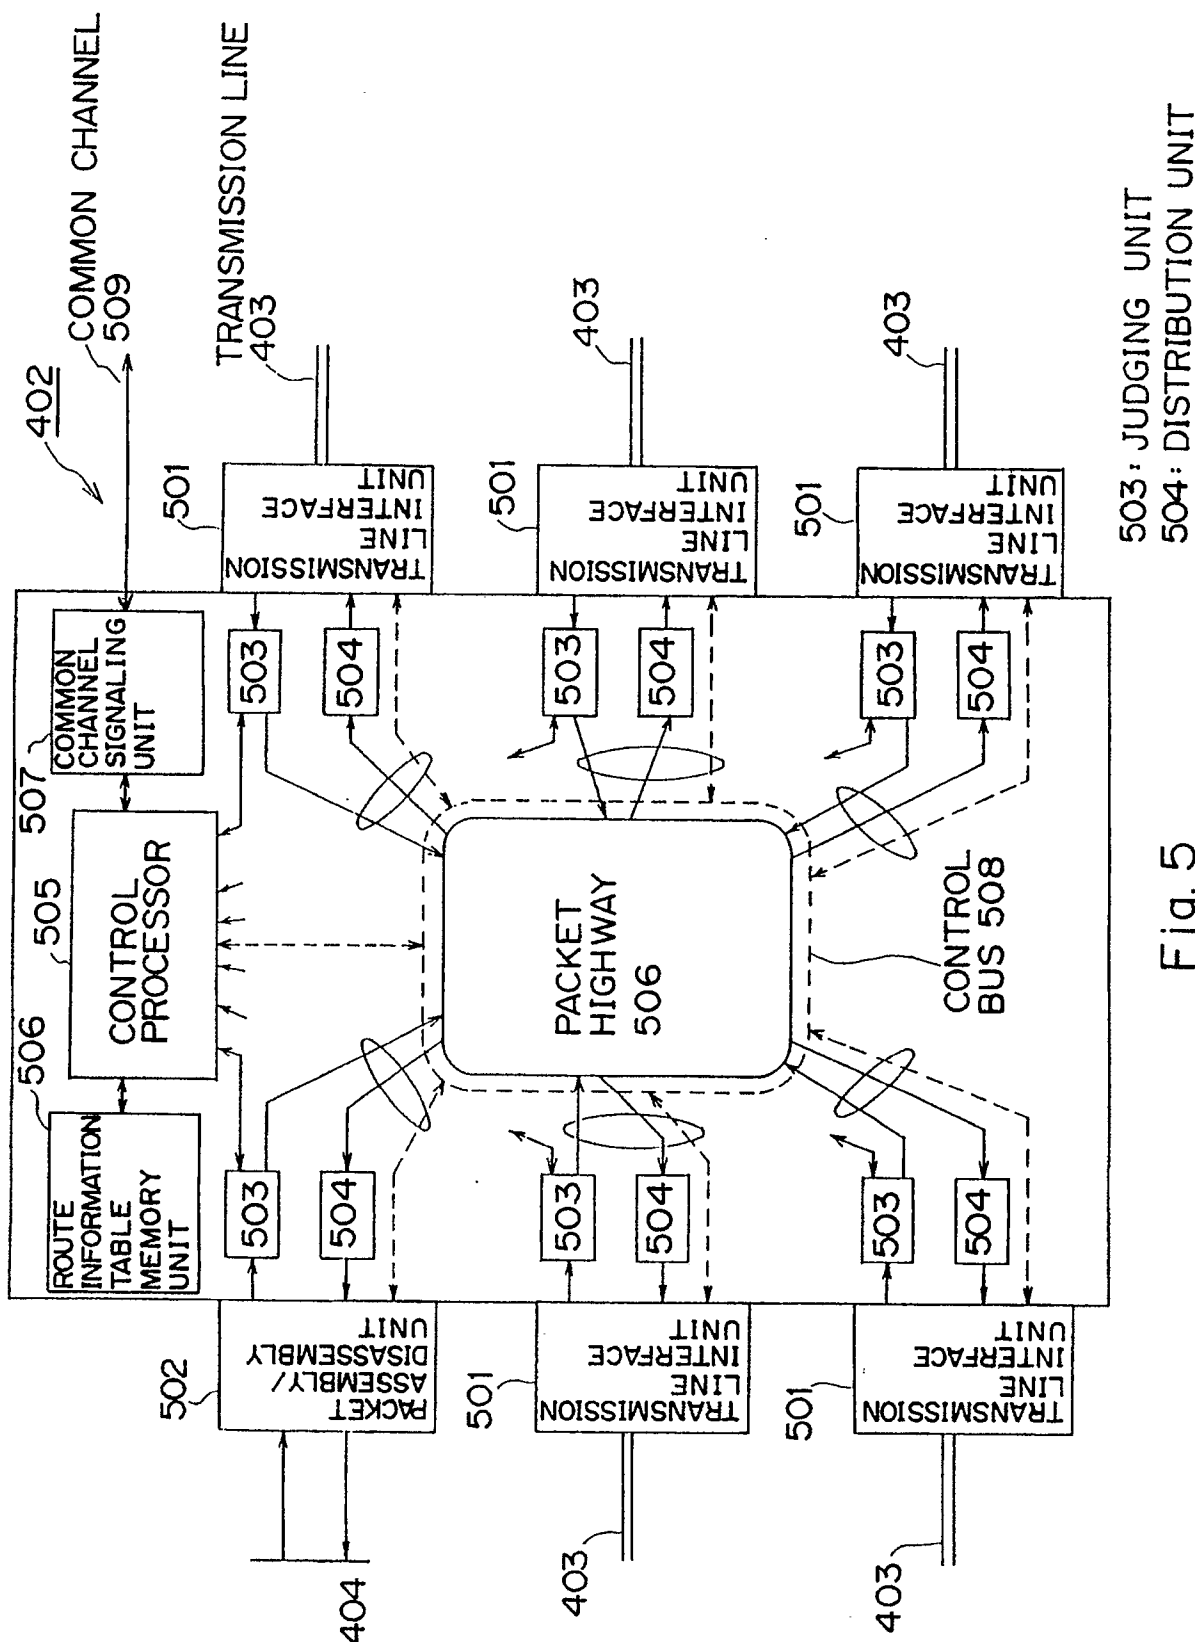 402
COMMON CHANNEL
509
507
COMMON
CHANNEL
SIGNALING
UNIT
505
CONTROL
PROCESSOR
506
ROUTE
INFORMATION
TABLE
MEMORY
UNIT
TRANSMISSION LINE
403
501
TRANSMISSION
LINE
INTERFACE
UNIT
503
504
403
501
TRANSMISSION
LINE
INTERFACE
UNIT
503
504
403
501
TRANSMISSION
LINE
INTERFACE
UNIT
503
504
PACKET
HIGHWAY
506
CONTROL
BUS 508
502
PACKET
ASSEMBLY/
DISASSEMBLY
UNIT
503
504
404
501
TRANSMISSION
LINE
INTERFACE
UNIT
503
504
403
501
TRANSMISSION
LINE
INTERFACE
UNIT
503
504
403
503: JUDGING UNIT
504: DISTRIBUTION UNIT
Fig. 5